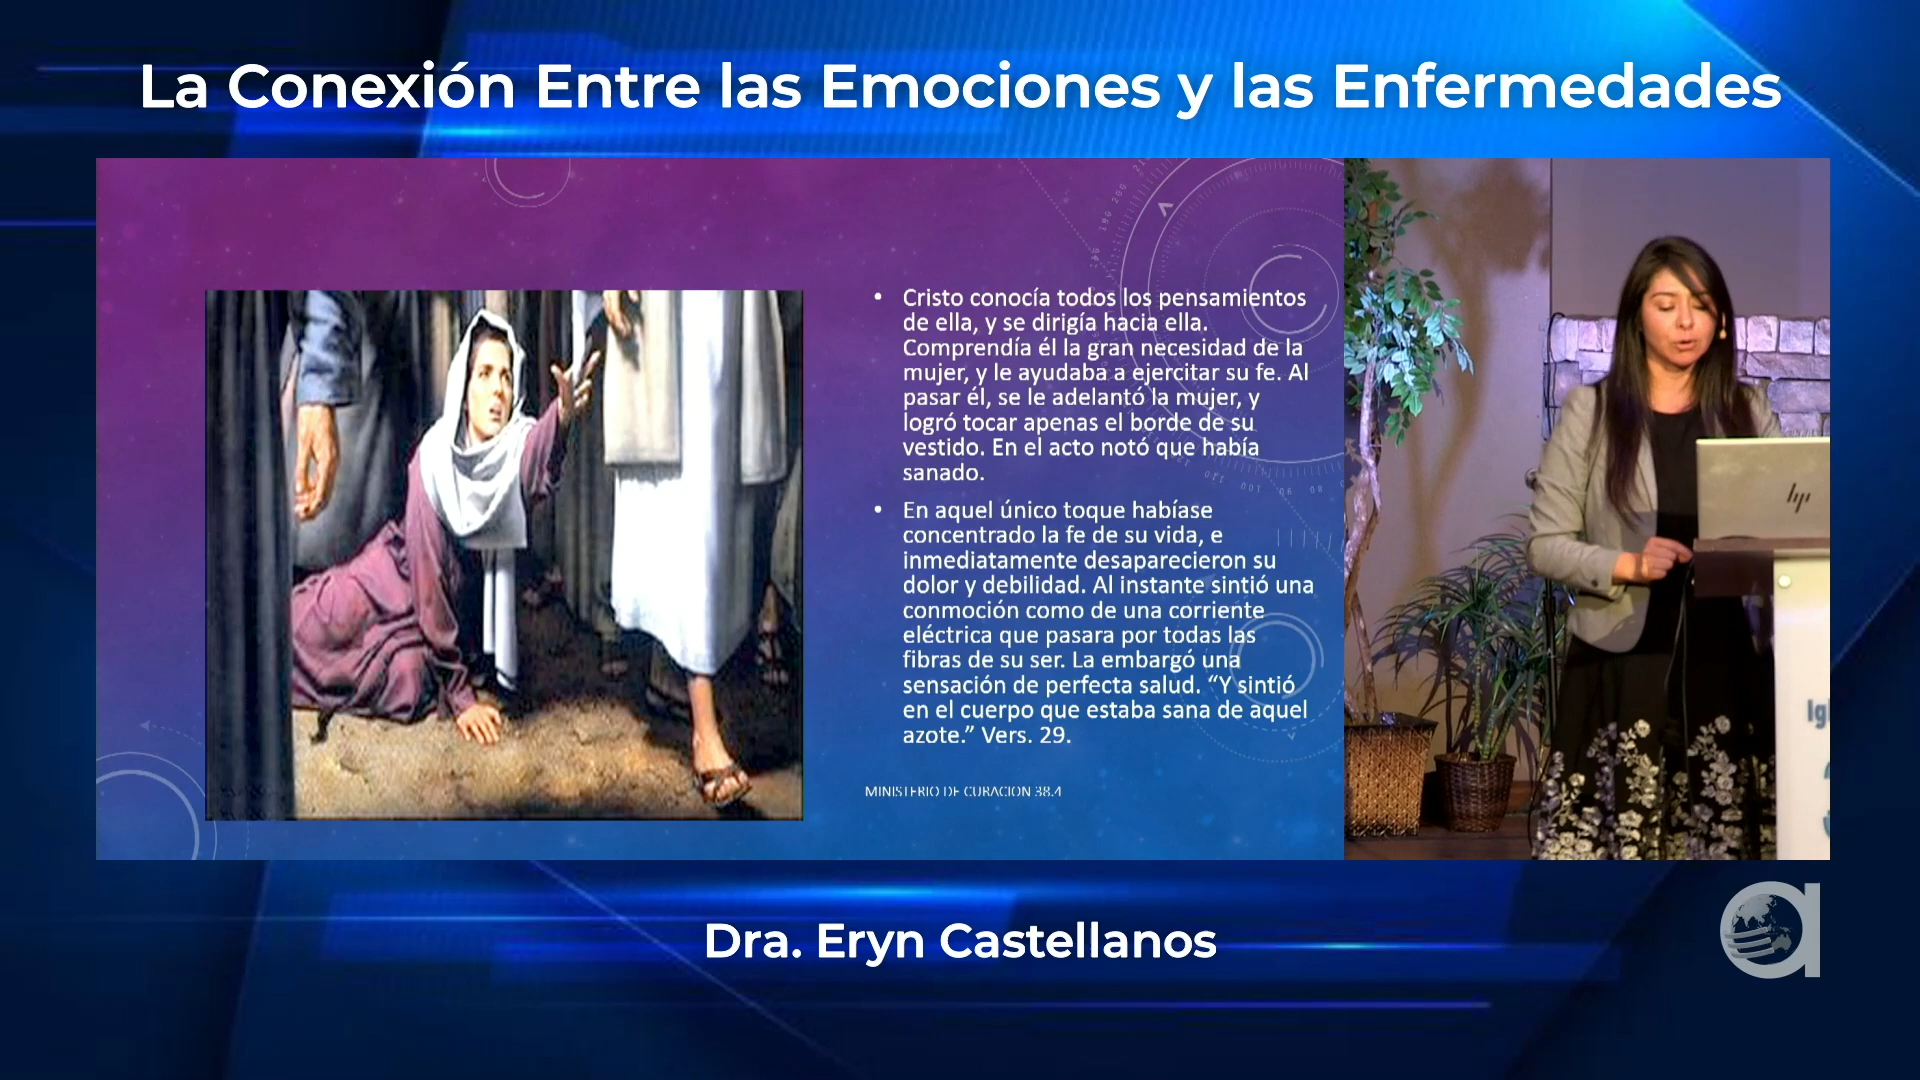 La Conexión Entre las Emociones y las Enfermedades
• Cristo conocía todos los pensamientos
de ella, y se dirigía hacia ella.
Comprendía él la gran necesidad de la
mujer, y le ayudaba a ejercitar su fe. Al
pasar él, se le adelantó la mujer, y
logró tocar apenas el borde de su
vestido. En el acto notó que había
sanado.
• En aquel único toque habíase
concentrado la fe de su vida, e
inmediatamente desaparecieron su
dolor y debilidad. Al instante sintió una
conmoción como de una corriente
eléctrica que pasara por todas las
fibras de su ser. La embargó una
sensación de perfecta salud. “Y sintió
en el cuerpo que estaba sana de aquel
azote.” Vers. 29.
MINISTERIO DE CURACION 38.4
hp
Dra. Eryn Castellanos